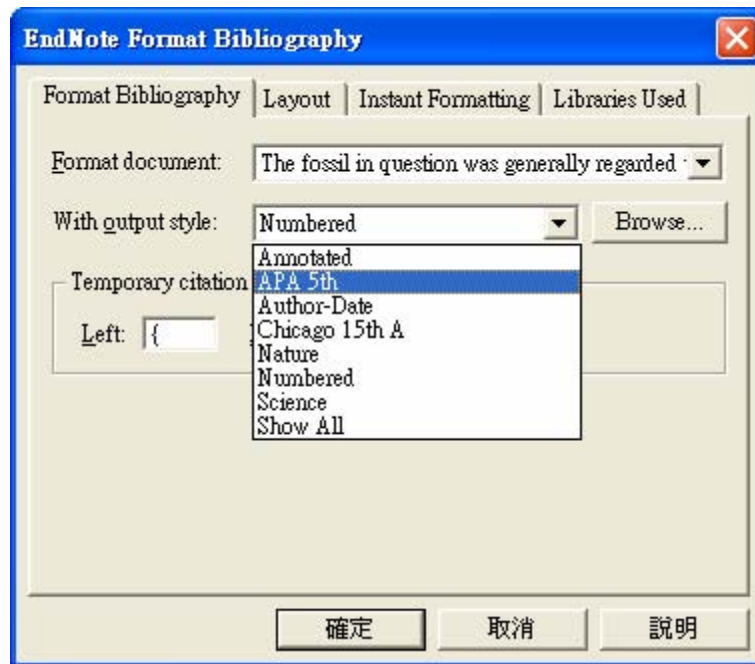 EndNote Format Bibliography
Format Bibliography Layout Instant Formatting Libraries Used
Format document: The fossil in question was generally regarded
With output style: Numbered Browse...
Annotated
Temporary citation APA 5th
Author-Date
Left: { Chicago 15th A
Nature
Numbered
Science
Show All
確定 取消 說明